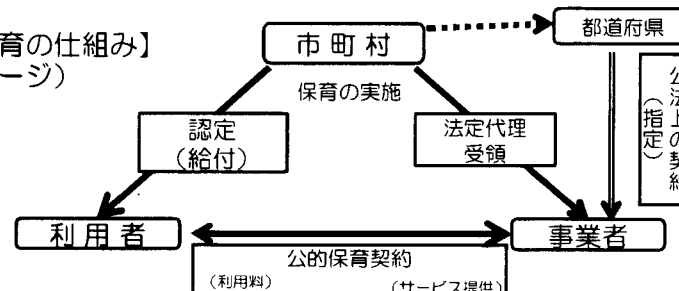 育の仕組み】
ージ)
市町村
都道府県
保育の実施
認定
(給付)
法定代理
受領
公法上の契約
(指定)
利用者
事業者
公的保育契約
(利用料)
(サービス提供)